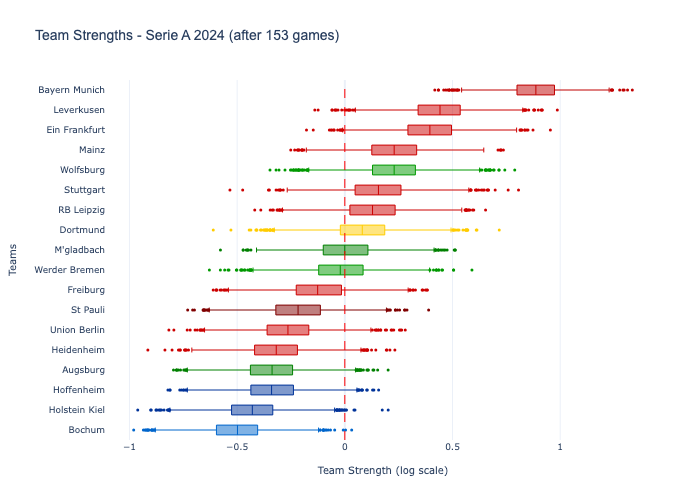 Team Strengths - Serie A 2024 (after 153 games)
Bayern Munich
Leverkusen
Ein Frankfurt
Mainz
Wolfsburg
Stuttgart
RB Leipzig
Dortmund
M'gladbach
Werder Bremen
Freiburg
St Pauli
Union Berlin
Heidenheim
Augsburg
Hoffenheim
Holstein Kiel
Bochum
Teams
−1
−0.5
0
0.5
1
Team Strength (log scale)